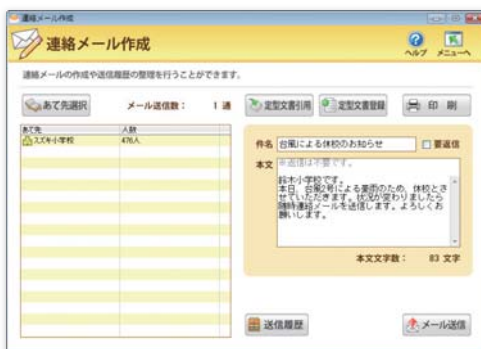 連絡メール作成
連絡メール作成
ヘルプ
メニューへ
連絡メールの作成や送信履歴の整理を行うことができます。
あて先選択
メール送信数： 1 通
定型文書引用
定型文書登録
印 刷
あて先 人数
スズキ小学校 476人
件名 台風による休校のお知らせ 要返信
本文 ※返信は不要です。
鈴木小学校です。
本日、台風2号による豪雨のため、休校とさ
せていただきます。状況が変わりましたら
随時連絡メールを送信します。よろしくお
願いします。
本文文字数： 83 文字
送信履歴
メール送信